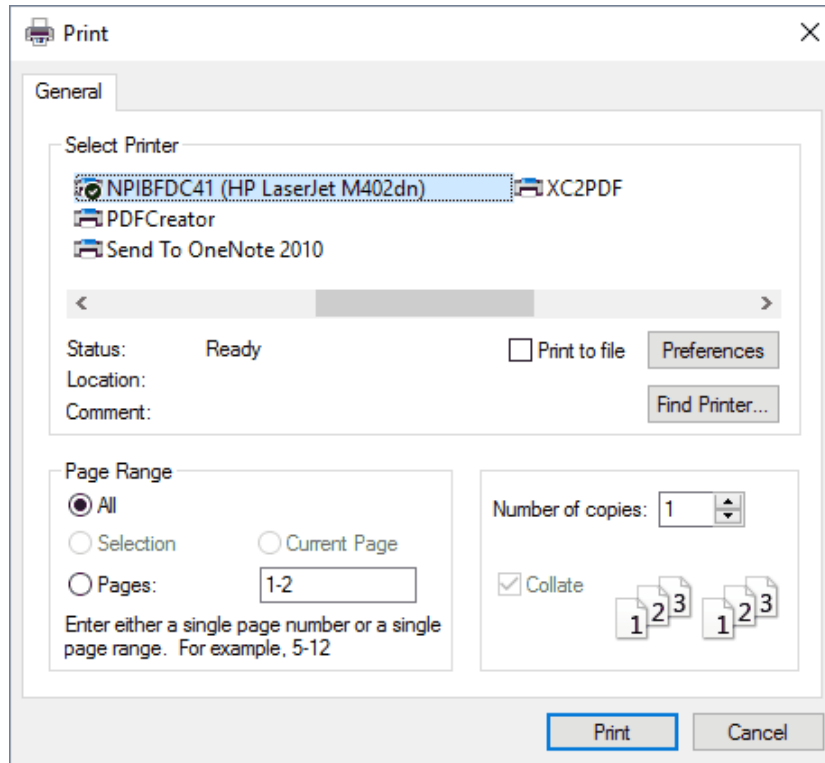 Print
General
Select Printer
NPIBFDC41 (HP LaserJet M402dn)
XC2PDF
PDFCreator
Send To OneNote 2010
Status: Ready
Print to file
Preferences
Location:
Comment:
Find Printer...
Page Range
All
Selection
Current Page
Pages: 1-2
Enter either a single page number or a single
page range. For example, 5-12
Number of copies: 1
Collate
1 2 3 1 2 3
Print
Cancel